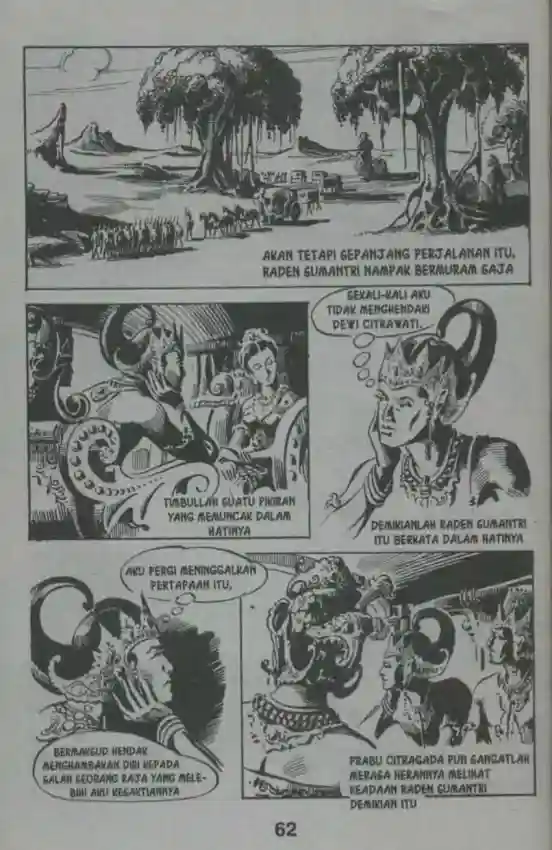 AKAN TETAPI SEPANJANG PERJALANAN ITU,
RADEN SUMANTRI NAMPAK BERMURAM SAJA
SEKALI-KALI AKU
TIDAK MENGHENDAKI
DEWI CITRAWATI.
TIMBULLAH SUATU PIKIRAN
YANG MEMUNCAK DALAM
HATINYA
DEMIKIANLAH RADEN SUMANTRI
ITU BERKATA DALAM HATINYA
AKU PERGI MENINGGALKAN
PERTAPAAN ITU,
BERMAKSUD HENDAK
MENGHAMBAKAN DIRI KEPADA
SALAH SEORANG RAJA YANG MELE-
BIHI AKU KESAKTIANNYA
PRABU CITRAGADA PUN SANGATLAH
MERASA HERANNYA MELIHAT
KEADAAN RADEN SUMANTRI
DEMIKIAN ITU
62